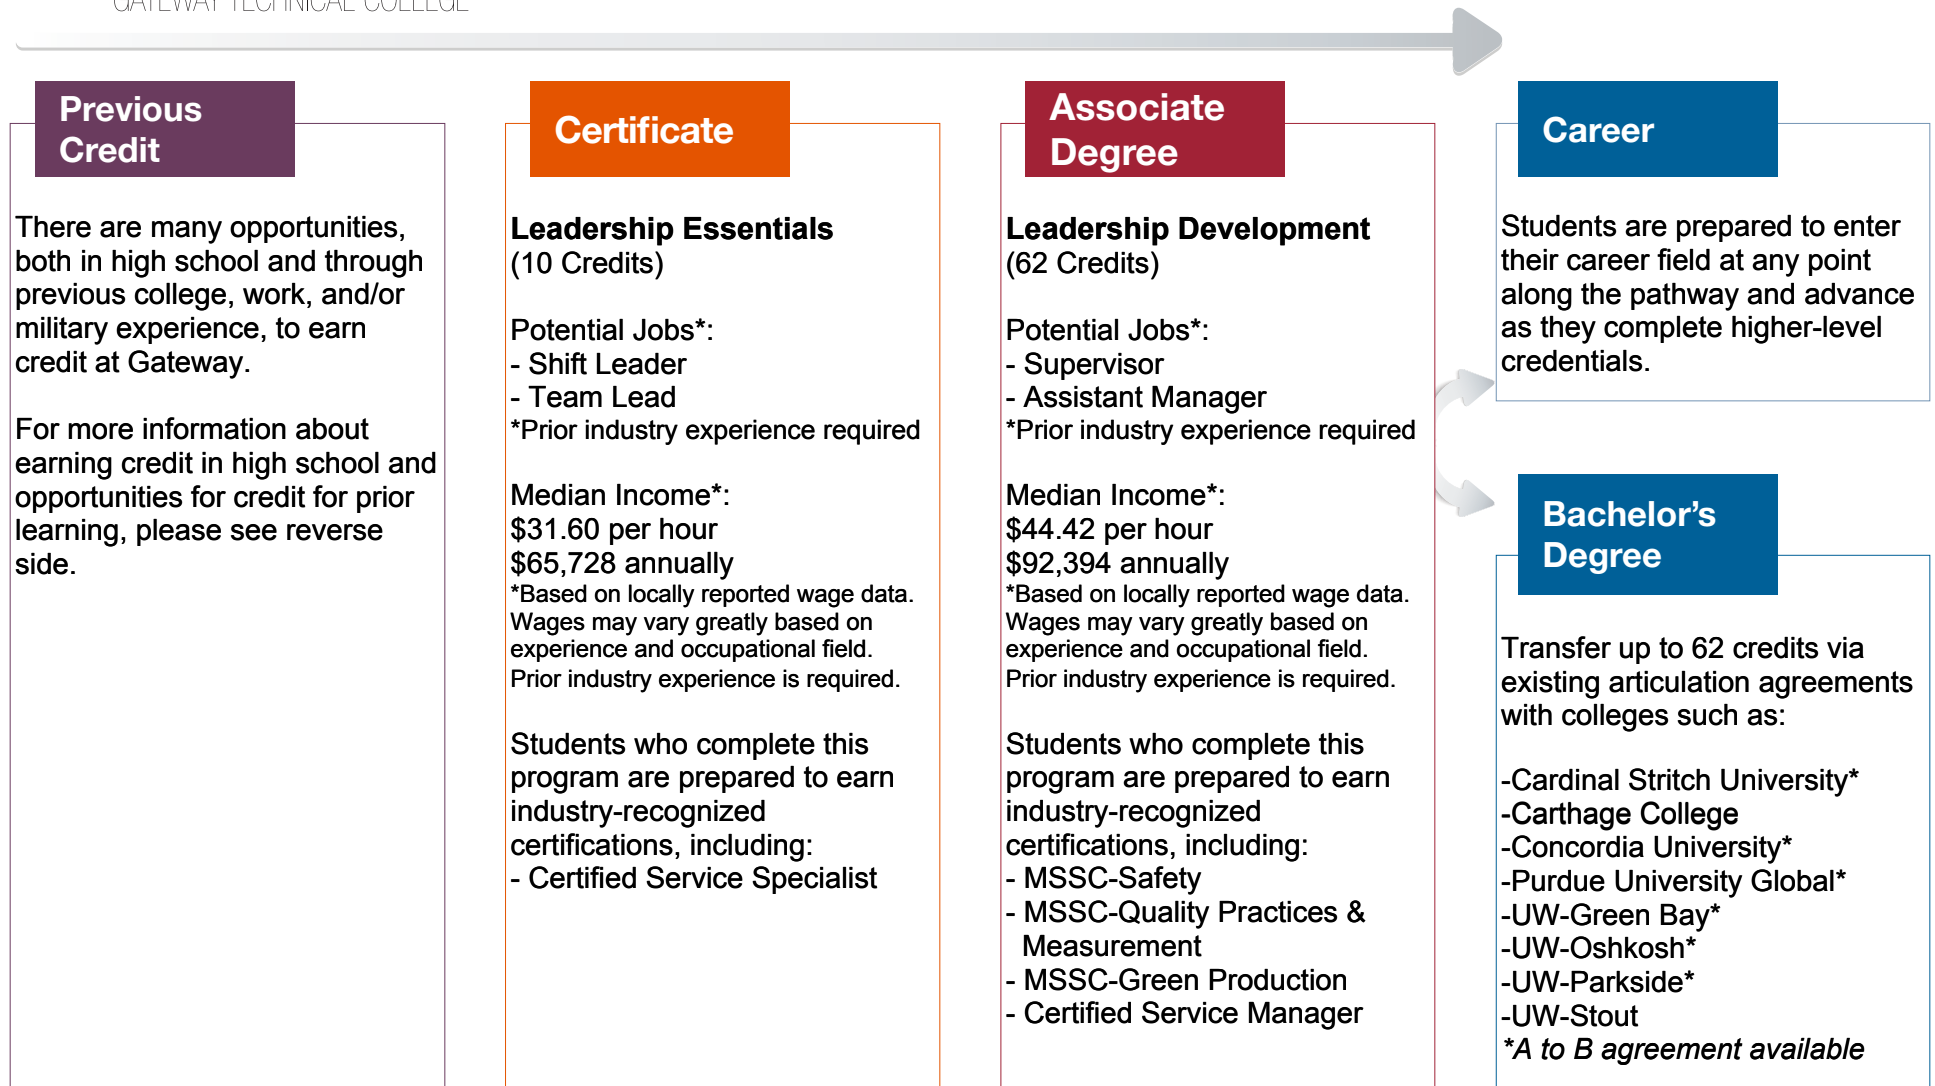 GATEWAY TECHNICAL COLLEGE
Previous
Credit
There are many opportunities,
both in high school and through
previous college, work, and/or
military experience, to earn
credit at Gateway.
For more information about
earning credit in high school and
opportunities for credit for prior
learning, please see reverse
side.
Certificate
Leadership Essentials
(10 Credits)
Potential Jobs*:
- Shift Leader
- Team Lead
*Prior industry experience required
Median Income*:
$31.60 per hour
$65,728 annually
*Based on locally reported wage data.
Wages may vary greatly based on
experience and occupational field.
Prior industry experience is required.
Students who complete this
program are prepared to earn
industry-recognized
certifications, including:
- Certified Service Specialist
Associate
Degree
Leadership Development
(62 Credits)
Potential Jobs*:
- Supervisor
- Assistant Manager
*Prior industry experience required
Median Income*:
$44.42 per hour
$92,394 annually
*Based on locally reported wage data.
Wages may vary greatly based on
experience and occupational field.
Prior industry experience is required.
Students who complete this
program are prepared to earn
industry-recognized
certifications, including:
- MSSC-Safety
- MSSC-Quality Practices &
Measurement
- MSSC-Green Production
- Certified Service Manager
Career
Students are prepared to enter
their career field at any point
along the pathway and advance
as they complete higher-level
credentials.
Bachelor’s
Degree
Transfer up to 62 credits via
existing articulation agreements
with colleges such as:
-Cardinal Stritch University*
-Carthage College
-Concordia University*
-Purdue University Global*
-UW-Green Bay*
-UW-Oshkosh*
-UW-Parkside*
-UW-Stout
*A to B agreement available